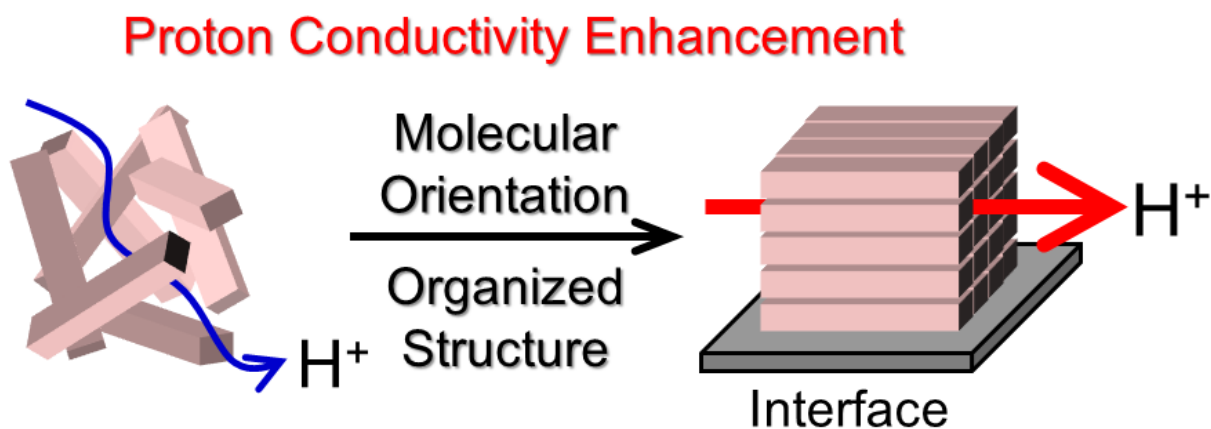 Proton Conductivity Enhancement
Molecular
Orientation
Organized
Structure
H⁺
H⁺
Interface